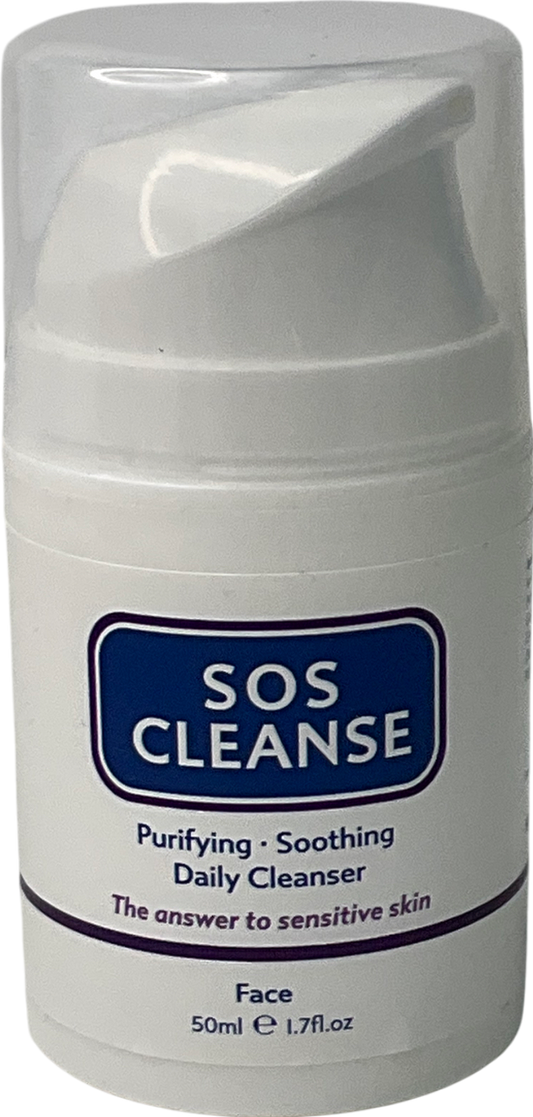 SOS
CLEANSE
Purifying · Soothing
Daily Cleanser
The answer to sensitive skin
Face
50ml ℮ 1.7fl.oz